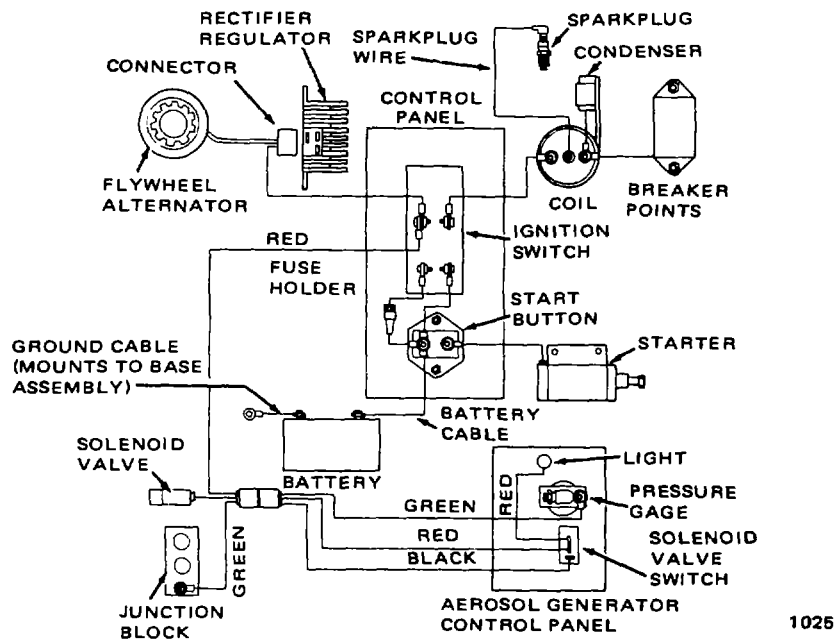 RECTIFIER
REGULATOR
CONNECTOR
FLYWHEEL
ALTERNATOR
SPARKPLUG
WIRE
SPARKPLUG
CONDENSER
CONTROL
PANEL
COIL
BREAKER
POINTS
IGNITION
SWITCH
RED
FUSE
HOLDER
START
BUTTON
STARTER
GROUND CABLE
(MOUNTS TO BASE
ASSEMBLY)
BATTERY
CABLE
BATTERY
SOLENOID
VALVE
LIGHT
RED
PRESSURE
GAGE
GREEN
RED
BLACK
SOLENOID
VALVE
SWITCH
GREEN
JUNCTION
BLOCK
AEROSOL GENERATOR
CONTROL PANEL
1025